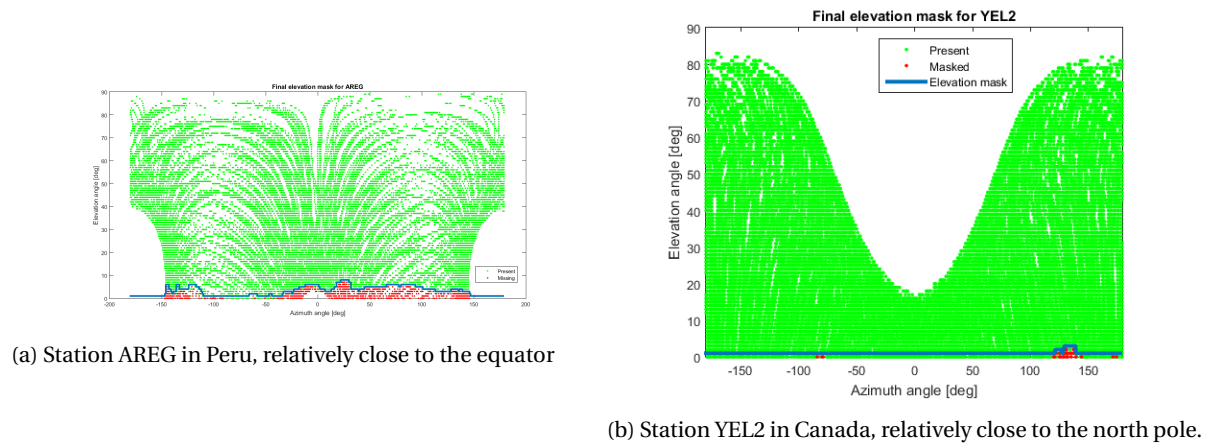 Final elevation mask for AREG
Elevation angle [deg]
90
80
70
60
50
40
30
20
10
0
-200
-150
-100
-50
0
50
100
150
200
Azimuth angle [deg]
Present
Missing
(a) Station AREG in Peru, relatively close to the equator
Final elevation mask for YEL2
Elevation angle [deg]
90
80
70
60
50
40
30
20
10
0
-150
-100
-50
0
50
100
150
Azimuth angle [deg]
Present
Masked
Elevation mask
(b) Station YEL2 in Canada, relatively close to the north pole.